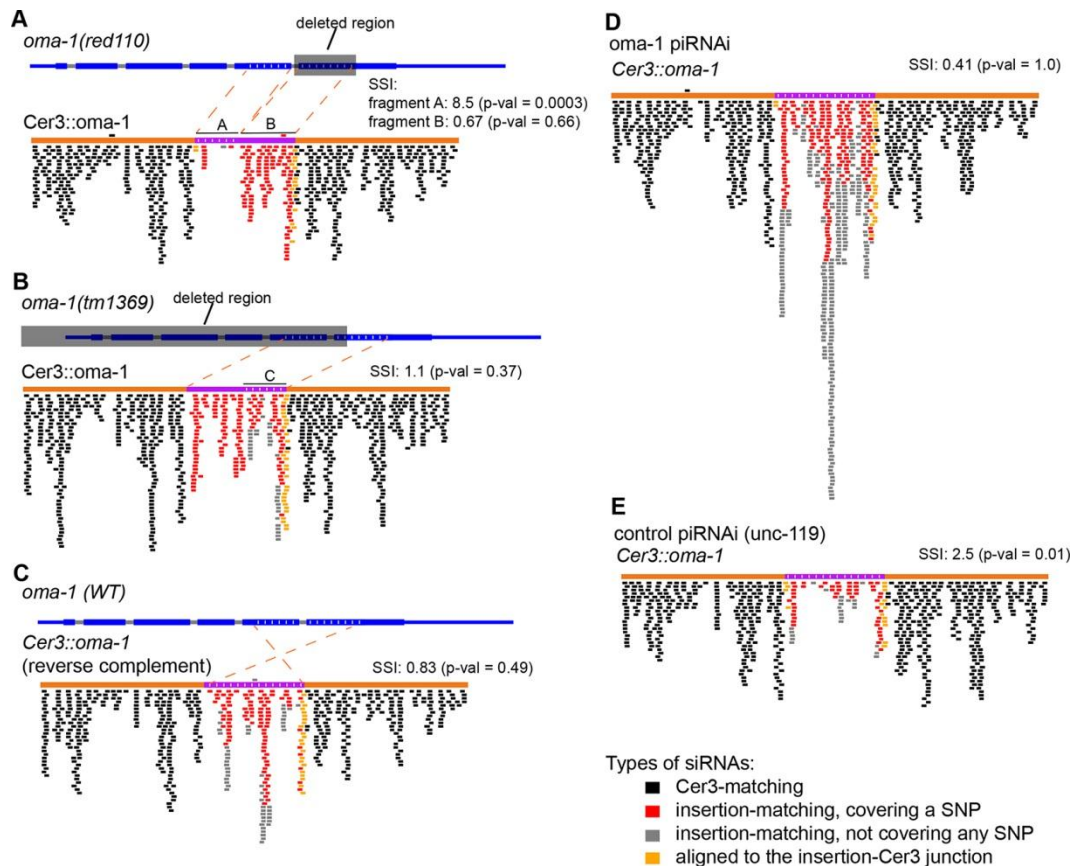 A
oma-1(red110)
deleted region
SSI:
fragment A: 8.5 (p-val = 0.0003)
fragment B: 0.67 (p-val = 0.66)
Cer3::oma-1
A
B
B
oma-1(tm1369)
deleted region
Cer3::oma-1
SSI: 1.1 (p-val = 0.37)
C
C
oma-1 (WT)
Cer3::oma-1
(reverse complement)
SSI: 0.83 (p-val = 0.49)
D
oma-1 piRNAi
Cer3::oma-1
SSI: 0.41 (p-val = 1.0)
E
control piRNAi (unc-119)
Cer3::oma-1
SSI: 2.5 (p-val = 0.01)
Types of siRNAs:
Cer3-matching
insertion-matching, covering a SNP
insertion-matching, not covering any SNP
aligned to the insertion-Cer3 junction